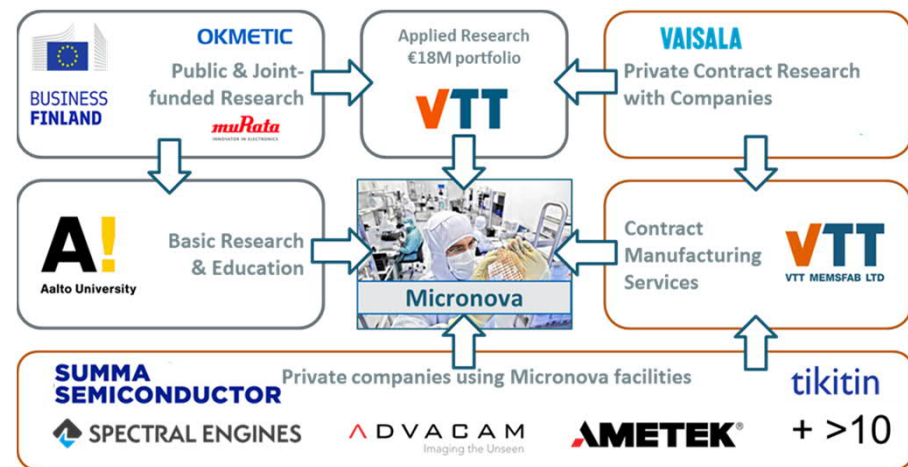 OKMETIC
Public & Joint-
funded Research
BUSINESS
FINLAND
muRata
INNOVATOR IN ELECTRONICS
Applied Research
€18M portfolio
VTT
VAISALA
Private Contract Research
with Companies
A!
Aalto University
Basic Research
& Education
Micronova
Contract
Manufacturing
Services
VTT
VTT MEMSFAB LTD
SUMMA
SEMICONDUCTOR
Private companies using Micronova facilities
tikitin
SPECTRAL ENGINES
ADVACAM
Imaging the Unseen
AMETEK®
+ >10